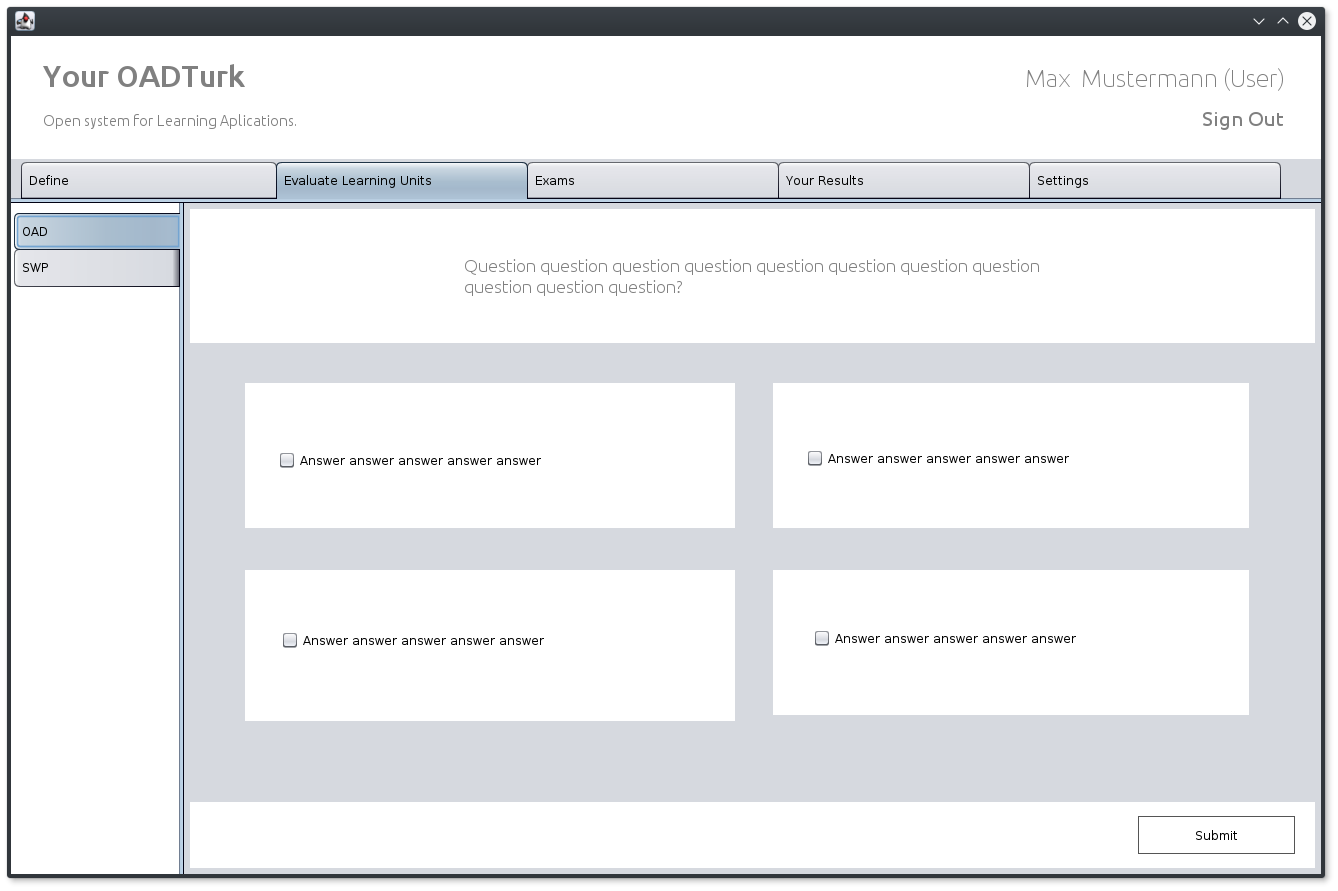 Your OADTurk
Max Mustermann (User)
Open system for Learning Aplications.
Sign Out
Define
Evaluate Learning Units
Exams
Your Results
Settings
OAD
SWP
Question question question question question question question question
question question question?
Answer answer answer answer answer
Answer answer answer answer answer
Answer answer answer answer answer
Answer answer answer answer answer
Submit